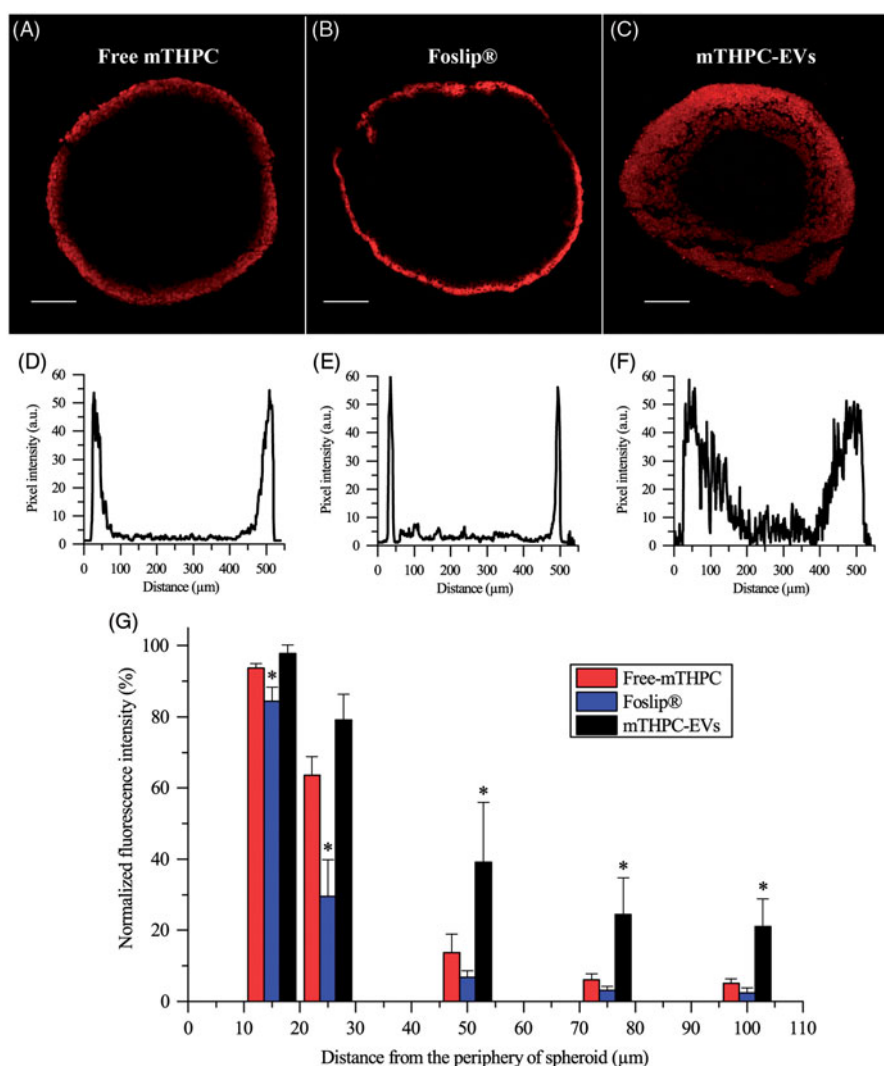 (A) Free mTHPC
(B) Foslip®
(C) mTHPC-EVs
(D)
60
50
40
30
20
10
0
Pixel intensity (a.u.)
0 100 200 300 400 500
Distance (μm)
(E)
60
50
40
30
20
10
0
Pixel intensity (a.u.)
0 100 200 300 400 500
Distance (μm)
(F)
60
50
40
30
20
10
0
Pixel intensity (a.u.)
0 100 200 300 400 500
Distance (μm)
(G)
100
80
60
40
20
0
Normalized fluorescence intensity (%)
Free-mTHPC
Foslip®
mTHPC-EVs
* * * * *
0 10 20 30 40 50 60 70 80 90 100 110
Distance from the periphery of spheroid (μm)